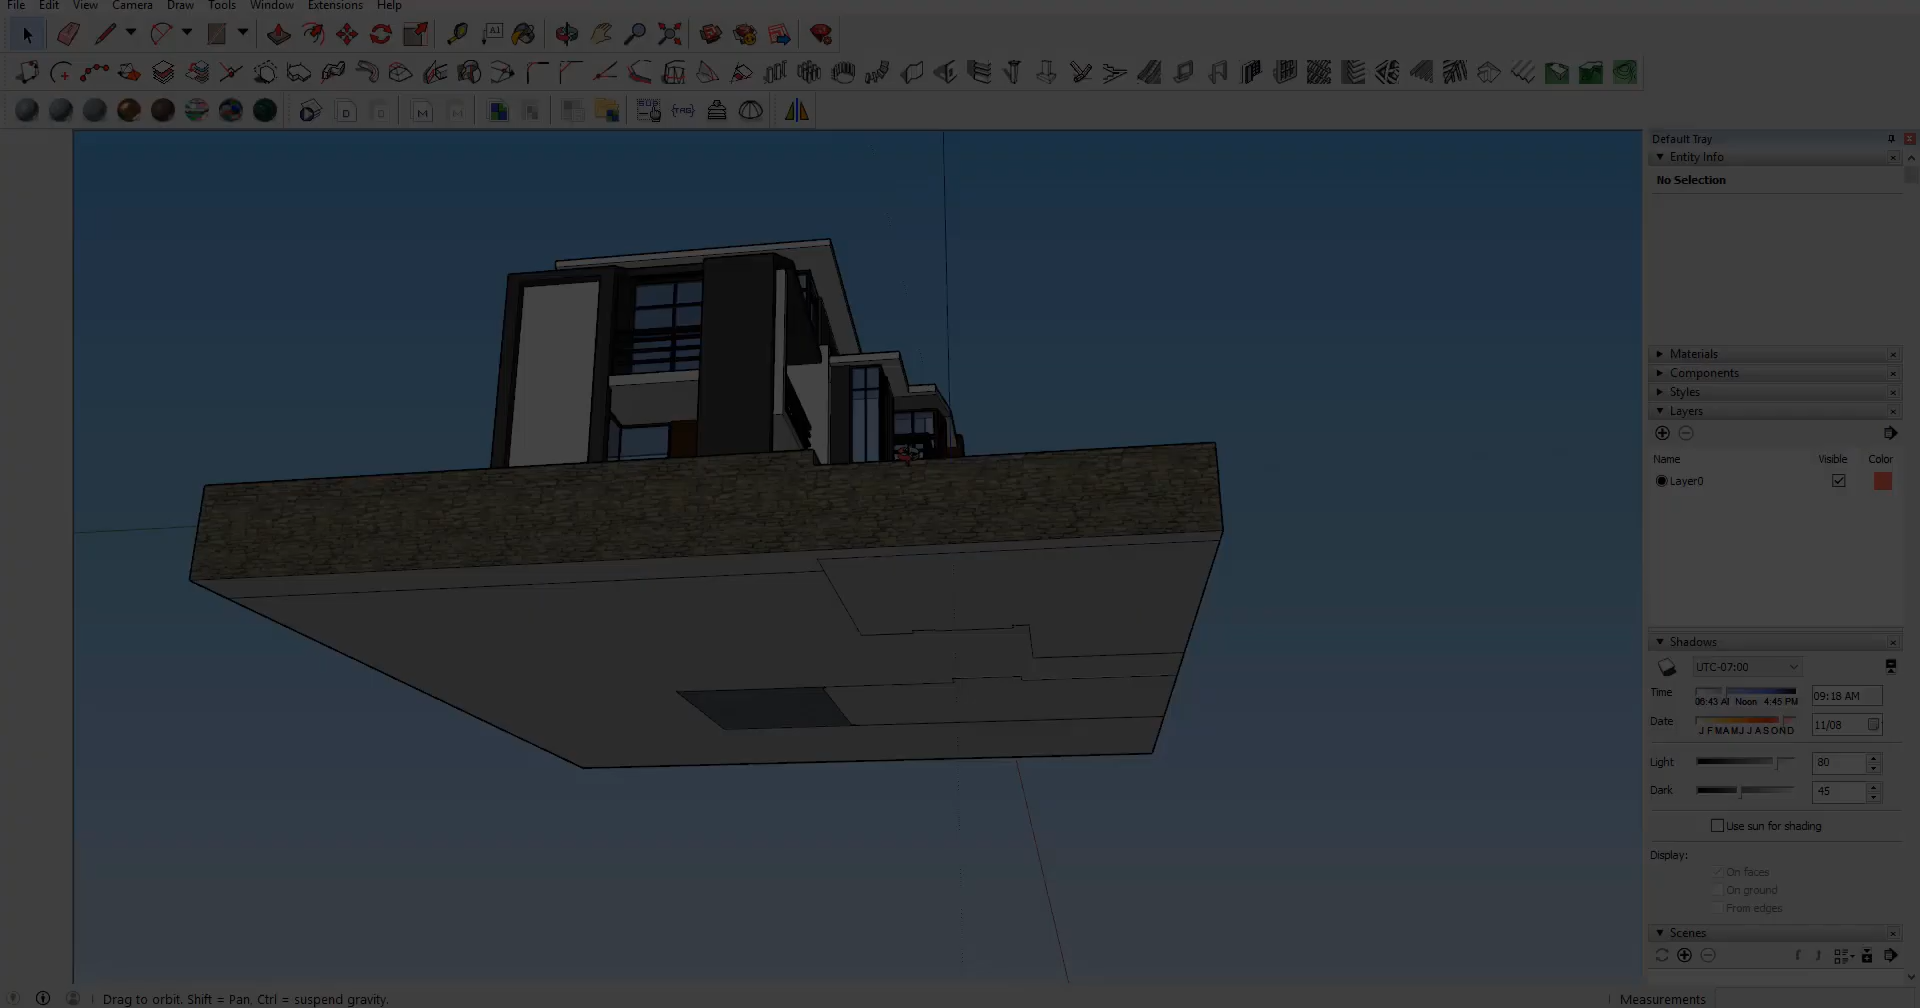 File Edit View Camera Draw Tools Window Extensions Help
A1
D D M M {TAG}
Default Tray
Entity Info
No Selection
Materials
Components
Styles
Layers
Name Visible Color
Layer0
Shadows
UTC-07:00
Time 06:43 AM Noon 4:45 PM 09:18 AM
Date J F M A M J J A S O N D 11/08
Light 80
Dark 45
Use sun for shading
Display:
On faces
On ground
From edges
Scenes
Drag to orbit. Shift = Pan, Ctrl = suspend gravity.
Measurements